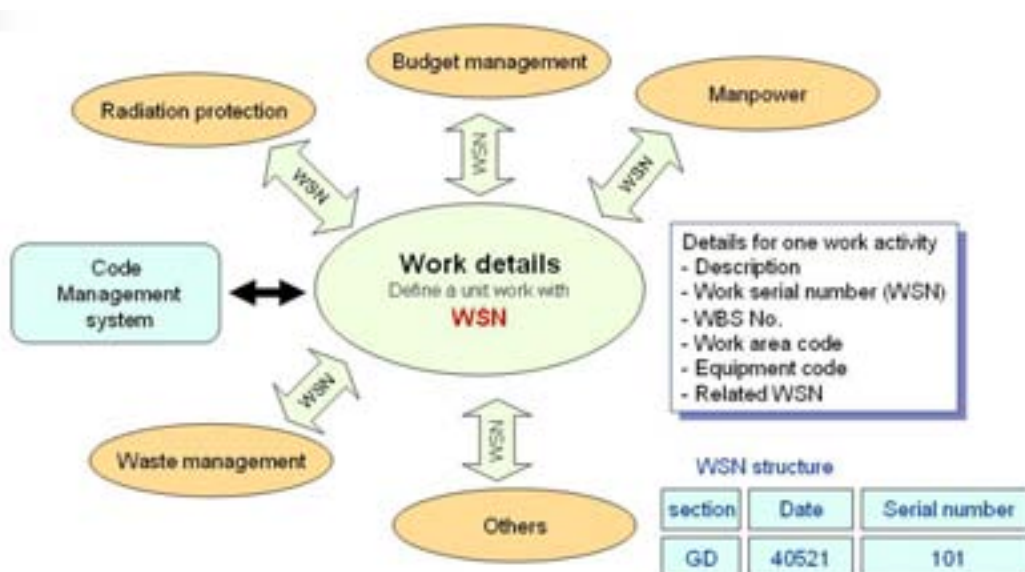 Budget management
Manpower
Radiation protection
WSN
WSN
WSN
Work details
Define a unit work with
WSN
Code
Management
system
Details for one work activity
- Description
- Work serial number (WSN)
- WBS No.
- Work area code
- Equipment code
- Related WSN
WSN
WSN
Waste management
Others
WSN structure
section Date Serial number
GD 40521 101